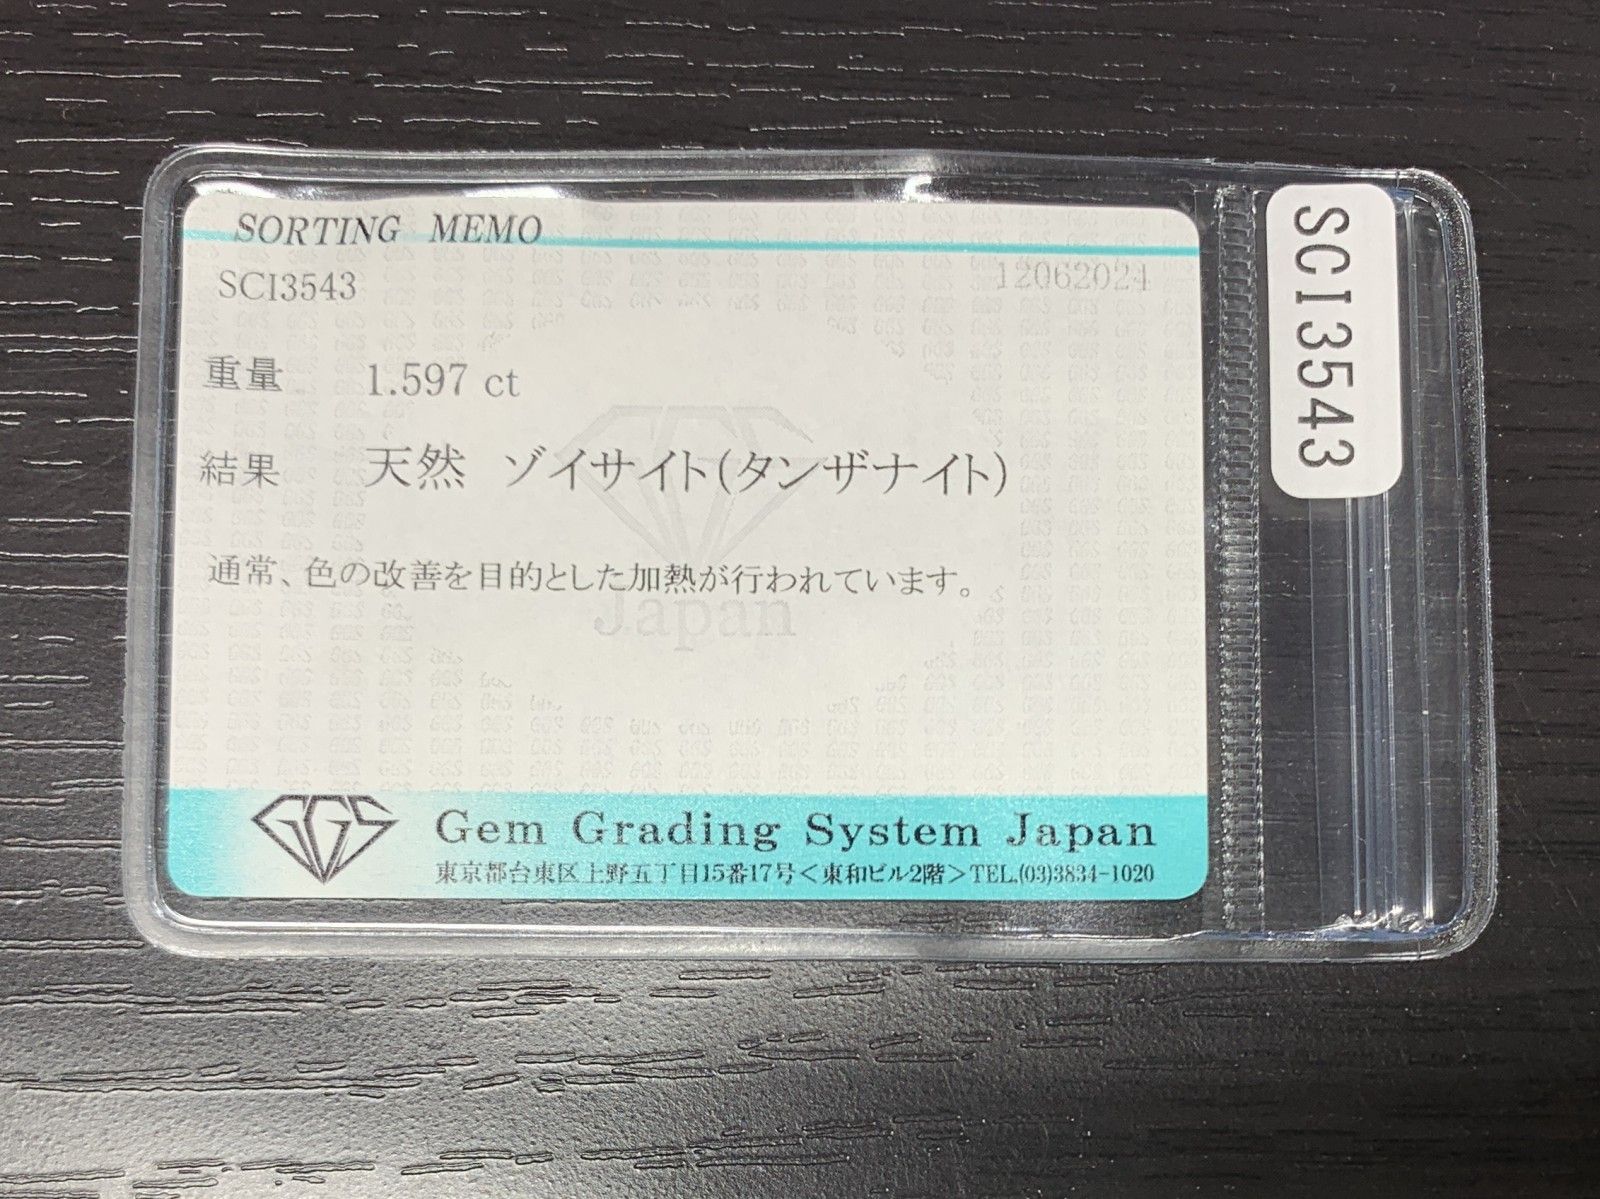 SORTING MEMO
SCI3543
12062024
重量 1.597 ct
結果 天然 ゾイサイト(タンザナイト)
通常、色の改善を目的とした加熱が行われています。
Japan
GGS Gem Grading System Japan
東京都台東区上野五丁目15番17号<東和ビル2階>TEL.(03)3834-1020
SCI3543